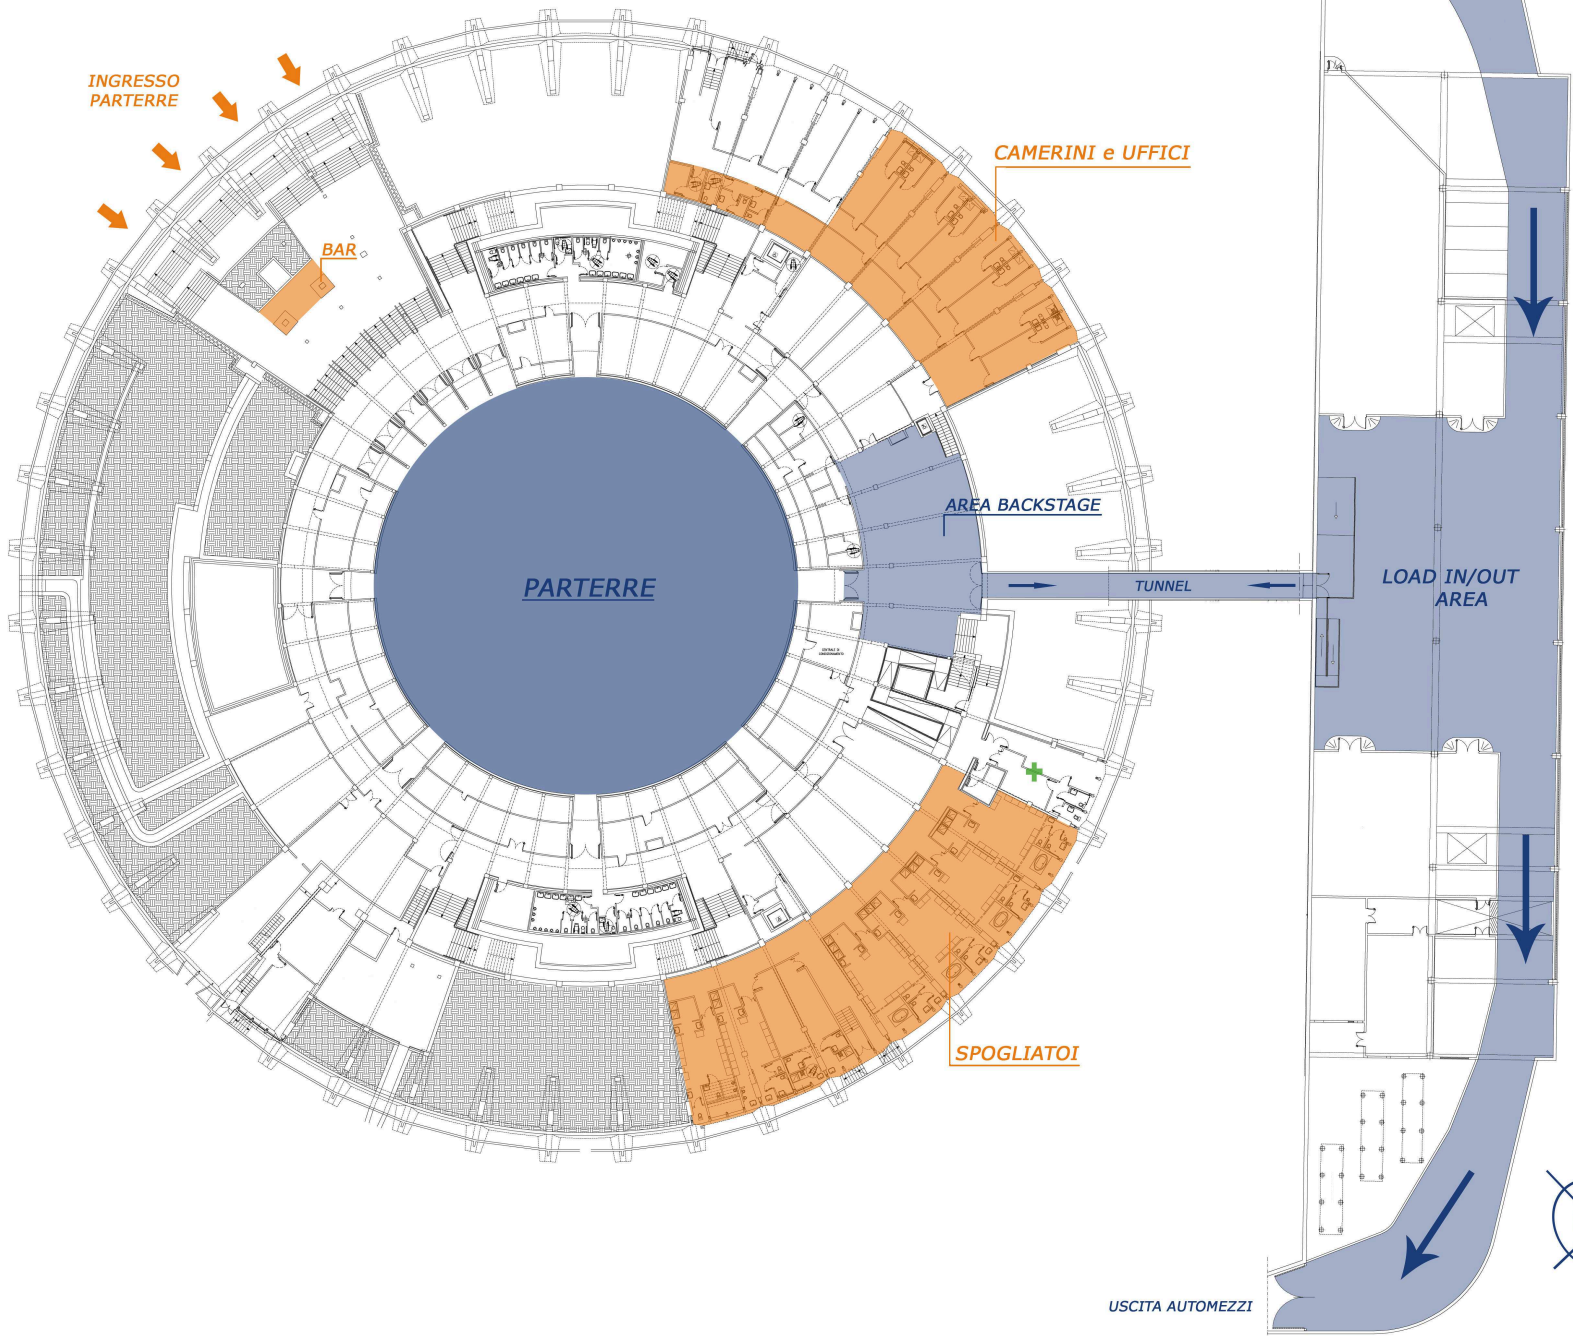 INGRESSO
PARTERRE
CAMERINI e UFFICI
BAR
AREA BACKSTAGE
PARTERRE
TUNNEL
LOAD IN/OUT
AREA
SPOGLIATOI
USCITA AUTOMEZZI